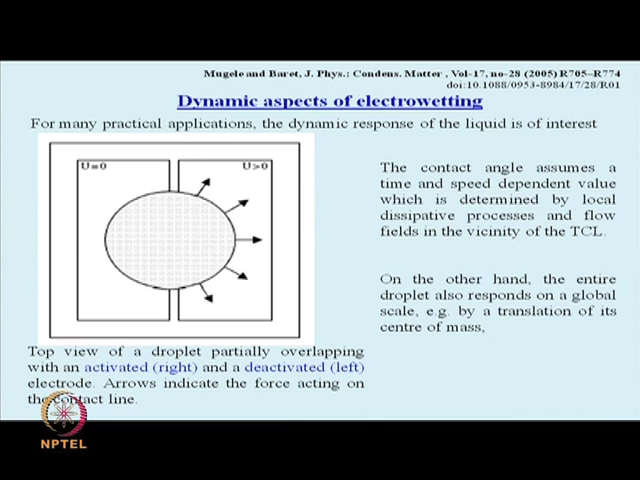 Mugele and Baret, J. Phys.: Condens. Matter , Vol-17, no-28 (2005) R705–R774
doi:10.1088/0953-8984/17/28/R01
Dynamic aspects of electrowetting
For many practical applications, the dynamic response of the liquid is of interest
U=0
U>0
The contact angle assumes a
time and speed dependent value
which is determined by local
dissipative processes and flow
fields in the vicinity of the TCL.
On the other hand, the entire
droplet also responds on a global
scale, e.g. by a translation of its
centre of mass,
Top view of a droplet partially overlapping
with an activated (right) and a deactivated (left)
electrode. Arrows indicate the force acting on
the contact line.
NPTEL